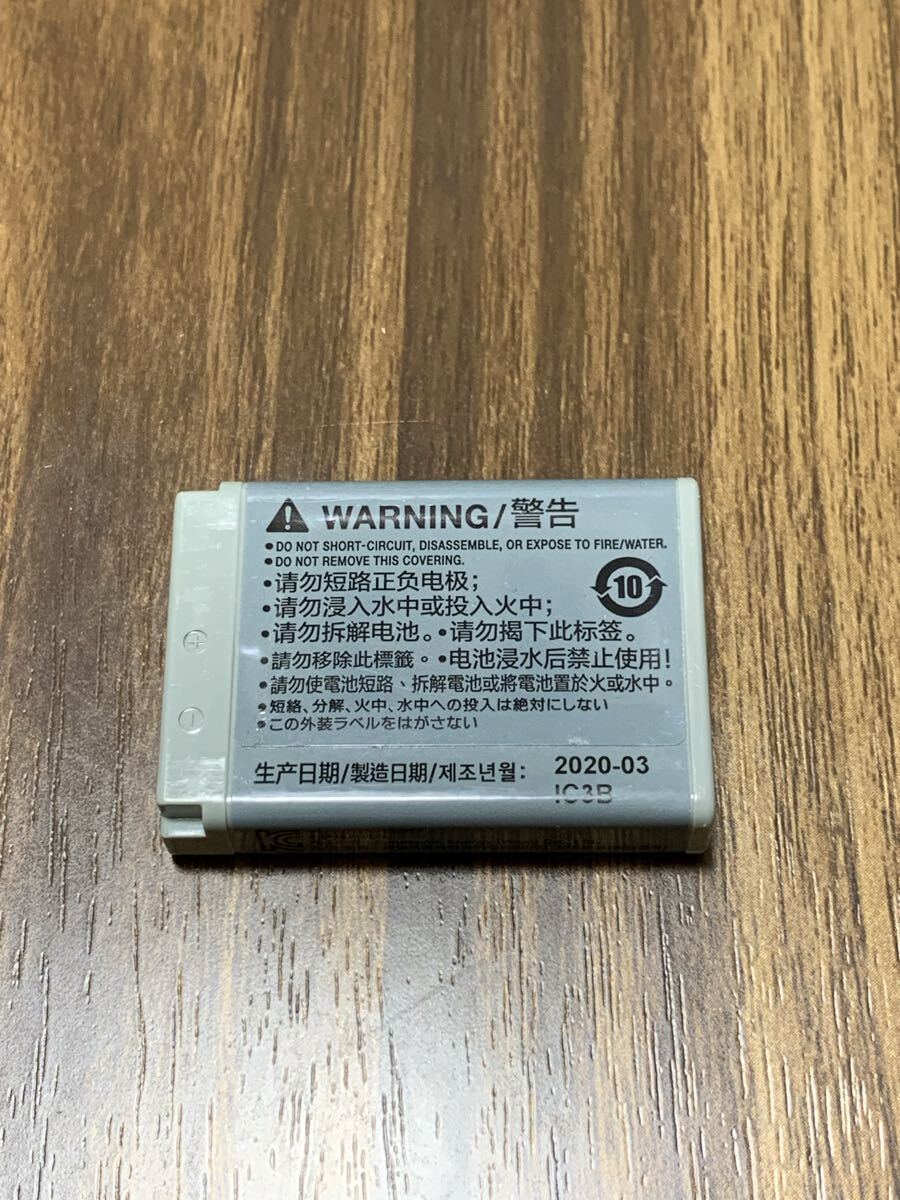 WARNING/警告
•DO NOT SHORT-CIRCUIT, DISASSEMBLE, OR EXPOSE TO FIRE/WATER.
•DO NOT REMOVE THIS COVERING.
•请勿短路正负电极;
•请勿浸入水中或投入火中;
•请勿拆解电池。•请勿揭下此标签。
10
•請勿移除此標籤。•电池浸水后禁止使用!
•請勿使電池短路、拆解電池或將電池置於火或水中。
•短絡、分解、火中、水中への投入は絶対にしない
•この外装ラベルをはがさない
+
−
生产日期/製造日期/제조년월: 2020-03
IC3B